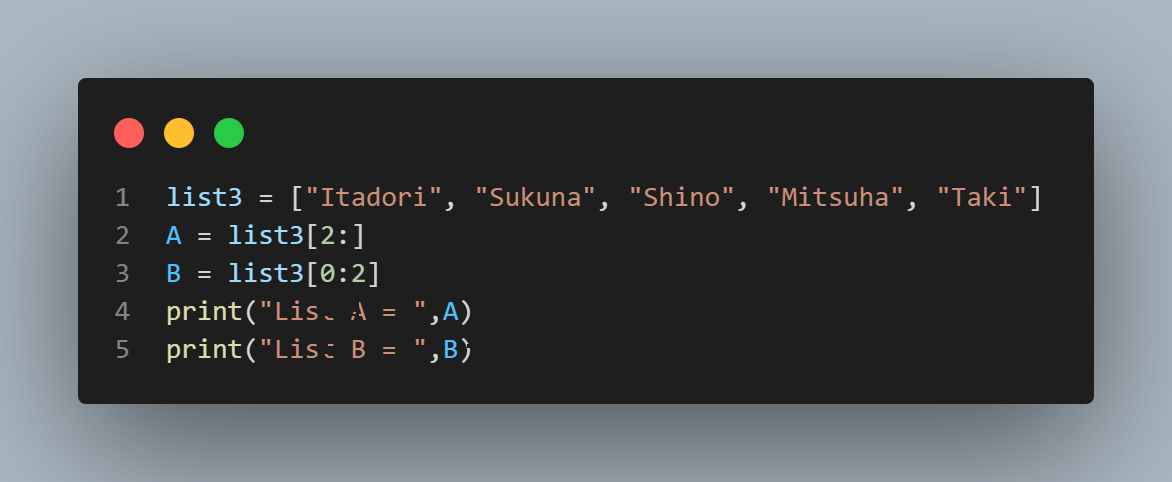 1 list3 = ["Itadori", "Sukuna", "Shino", "Mitsuha", "Taki"]
2 A = list3[2:]
3 B = list3[0:2]
4 print("List A = ",A)
5 print("List B = ",B)